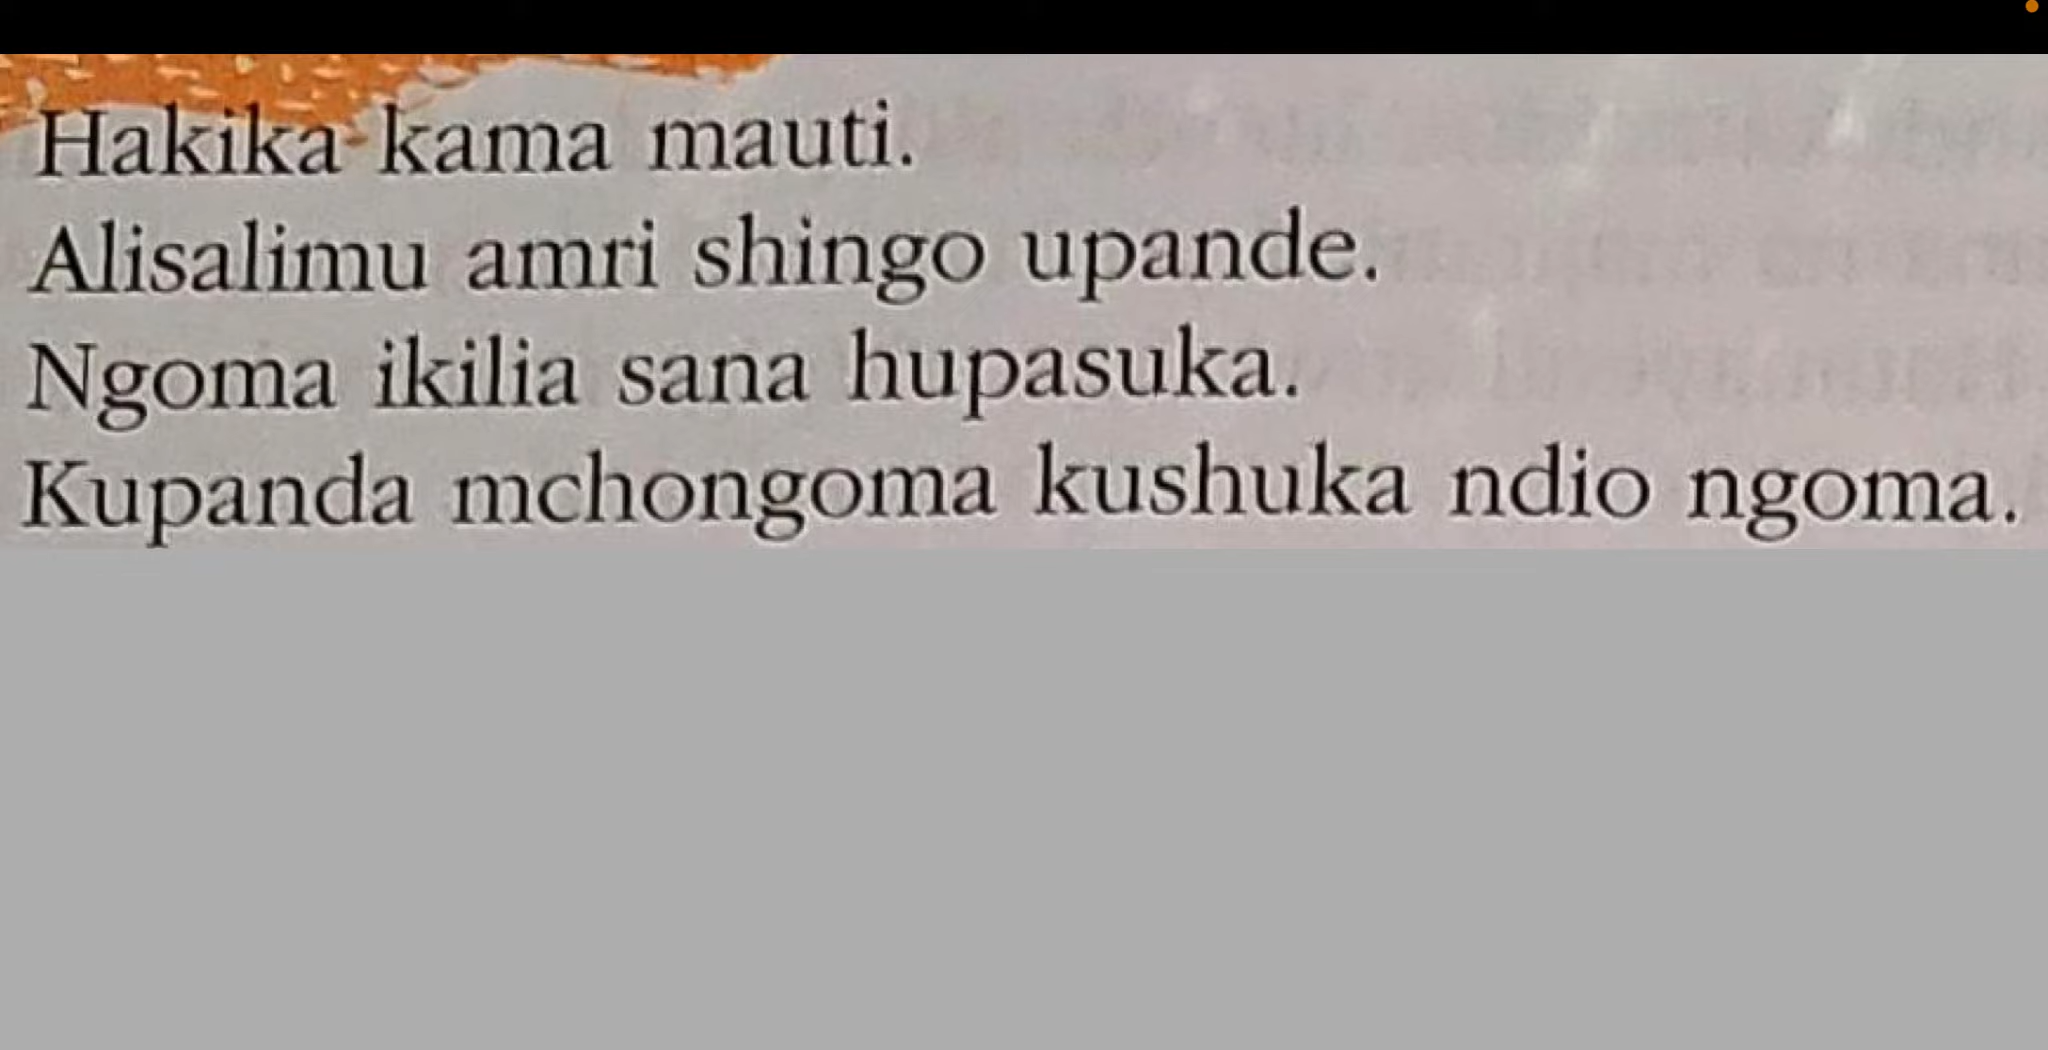 Hakika kama mauti.
Alisalimu amri shingo upande.
Ngoma ikilia sana hupasuka.
Kupanda mchongoma kushuka ndio ngoma.